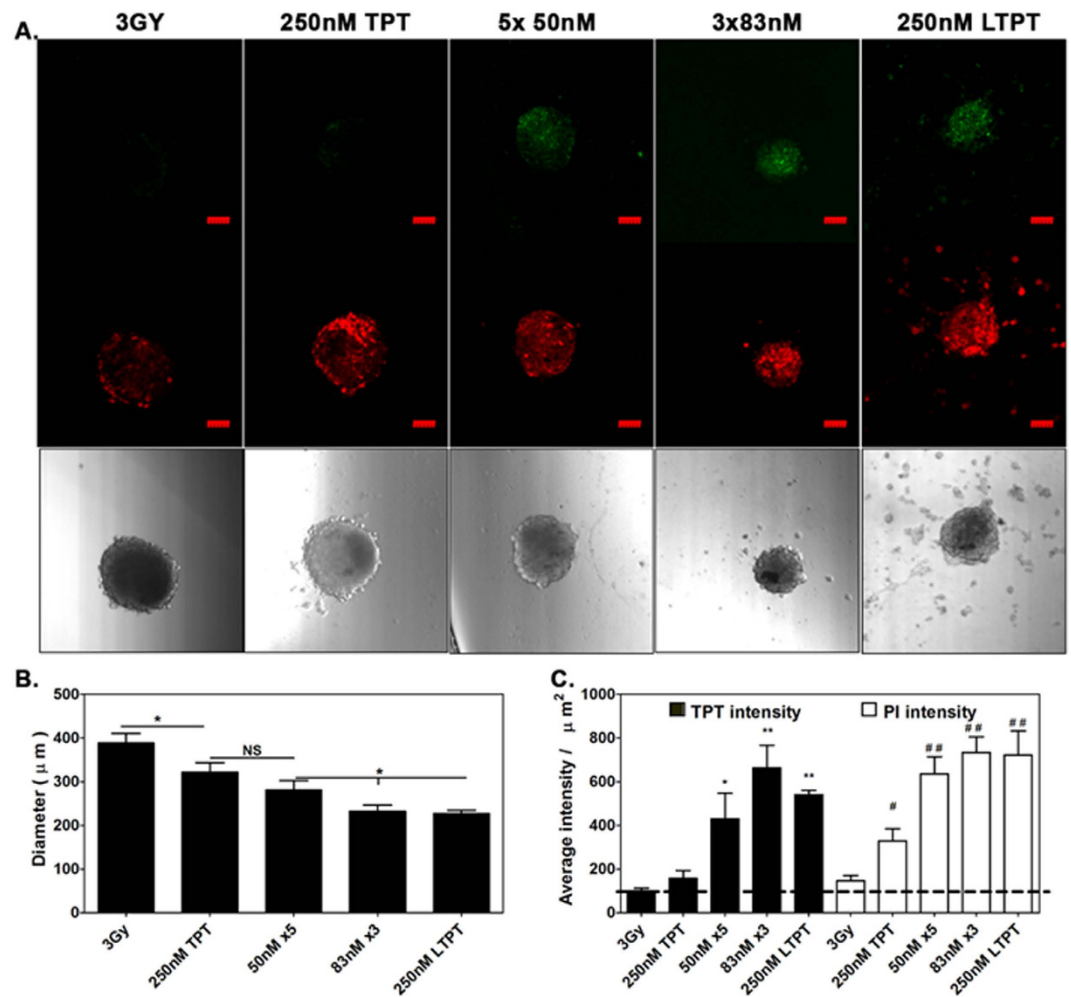 A.
3GY 250nM TPT 5x 50nM 3x83nM 250nM LTPT
B.
500
400
300
200
100
0
Diameter ( μ m )
*
NS
*
3Gy
250nM TPT
50nM x5
83nM x3
250nM LTPT
C.
1000
800
600
400
200
0
Average intensity / μ m2
TPT intensity
PI intensity
*
**
**
#
##
##
##
3Gy
250nM TPT
50nM x5
83nM x3
250nM LTPT
3Gy
250nM TPT
50nM x5
83nM x3
250nM LTPT